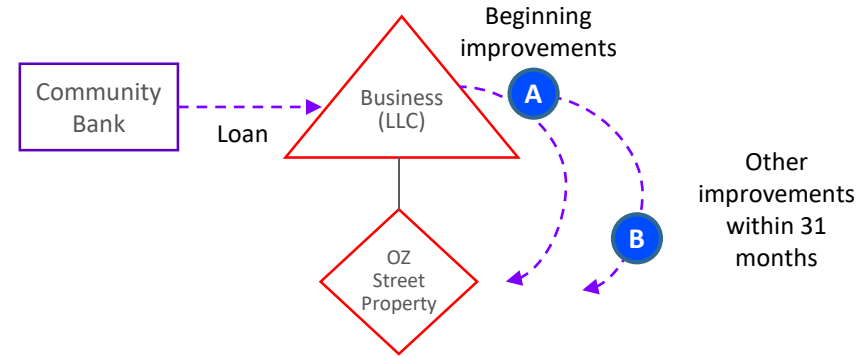 Community
Bank
Loan
Business
(LLC)
Beginning
improvements
A
B
Other
improvements
within 31
months
OZ
Street
Property